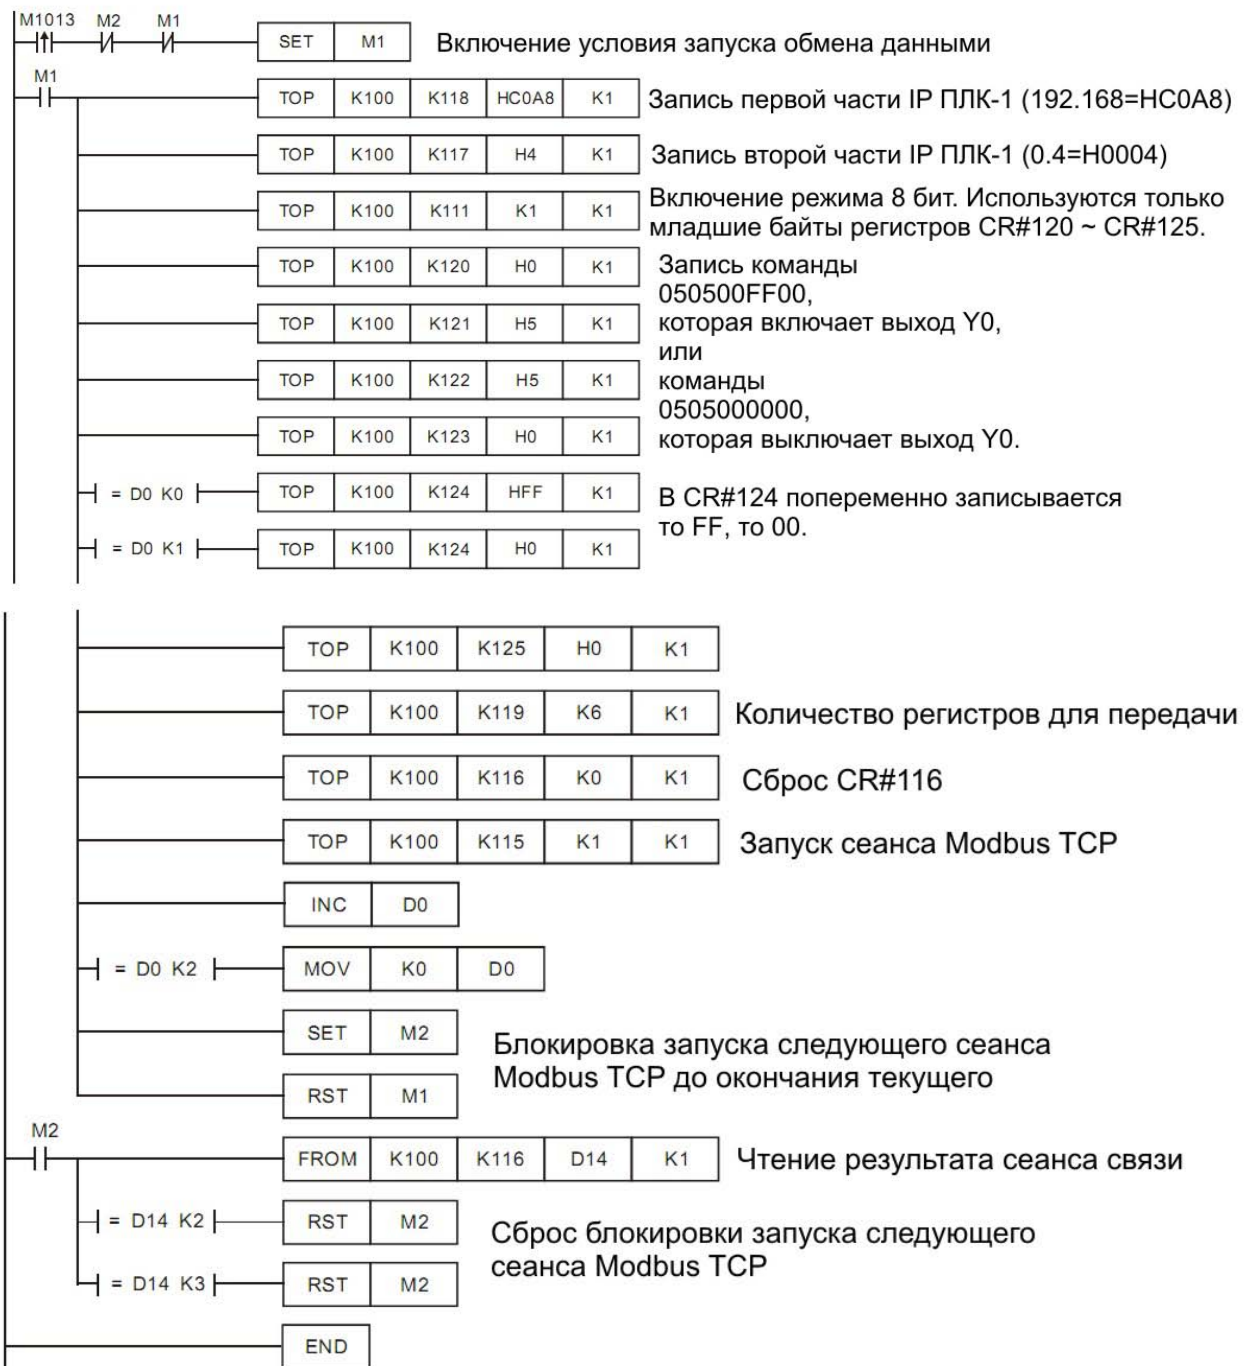 M1013 M2 M1
SET M1 Включение условия запуска обмена данными
M1
TOP K100 K118 HC0A8 K1 Запись первой части IP ПЛК-1 (192.168=HC0A8)
TOP K100 K117 H4 K1 Запись второй части IP ПЛК-1 (0.4=H0004)
TOP K100 K111 K1 K1 Включение режима 8 бит. Используются только
младшие байты регистров CR#120 ~ CR#125.
TOP K100 K120 H0 K1 Запись команды
050500FF00,
TOP K100 K121 H5 K1 которая включает выход Y0,
или
TOP K100 K122 H5 K1 команды
0505000000,
TOP K100 K123 H0 K1 которая выключает выход Y0.
= D0 K0 TOP K100 K124 HFF K1 В CR#124 попеременно записывается
то FF, то 00.
= D0 K1 TOP K100 K124 H0 K1
TOP K100 K125 H0 K1
TOP K100 K119 K6 K1 Количество регистров для передачи
TOP K100 K116 K0 K1 Сброс CR#116
TOP K100 K115 K1 K1 Запуск сеанса Modbus TCP
INC D0
= D0 K2 MOV K0 D0
SET M2 Блокировка запуска следующего сеанса
Modbus TCP до окончания текущего
RST M1
M2
FROM K100 K116 D14 K1 Чтение результата сеанса связи
= D14 K2 RST M2 Сброс блокировки запуска следующего
сеанса Modbus TCP
= D14 K3 RST M2
END